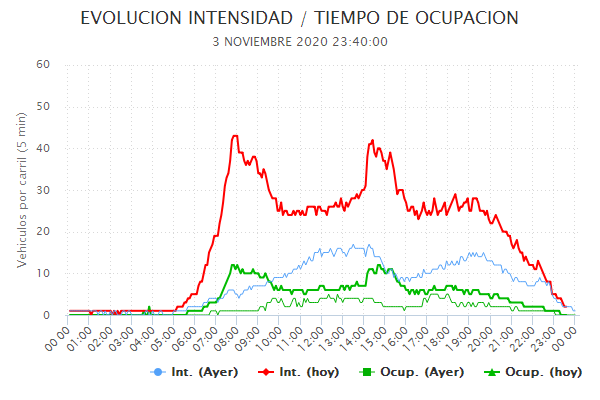 EVOLUCION INTENSIDAD / TIEMPO DE OCUPACION
3 NOVIEMBRE 2020 23:40:00
Vehiculos por carril (5 min)
60
50
40
30
20
10
0
00:00 01:00 02:00 03:00 04:00 05:00 06:00 07:00 08:00 09:00 10:00 11:00 12:00 13:00 14:00 15:00 16:00 17:00 18:00 19:00 20:00 21:00 22:00 23:00 00:00
Int. (Ayer) Int. (hoy) Ocup. (Ayer) Ocup. (hoy)